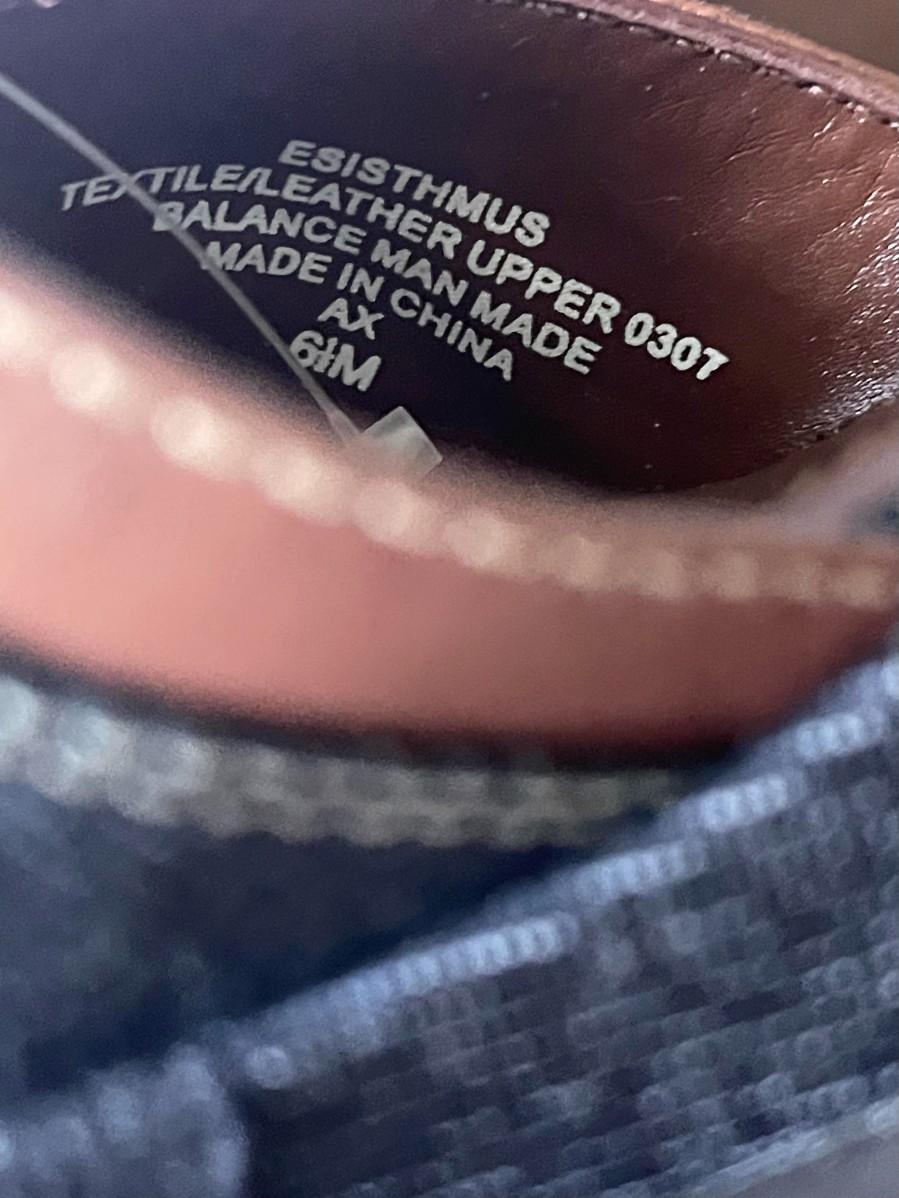 ESISTHMUS
TEXTILE/LEATHER UPPER 0307
BALANCE MAN MADE
MADE IN CHINA
AX
6½M